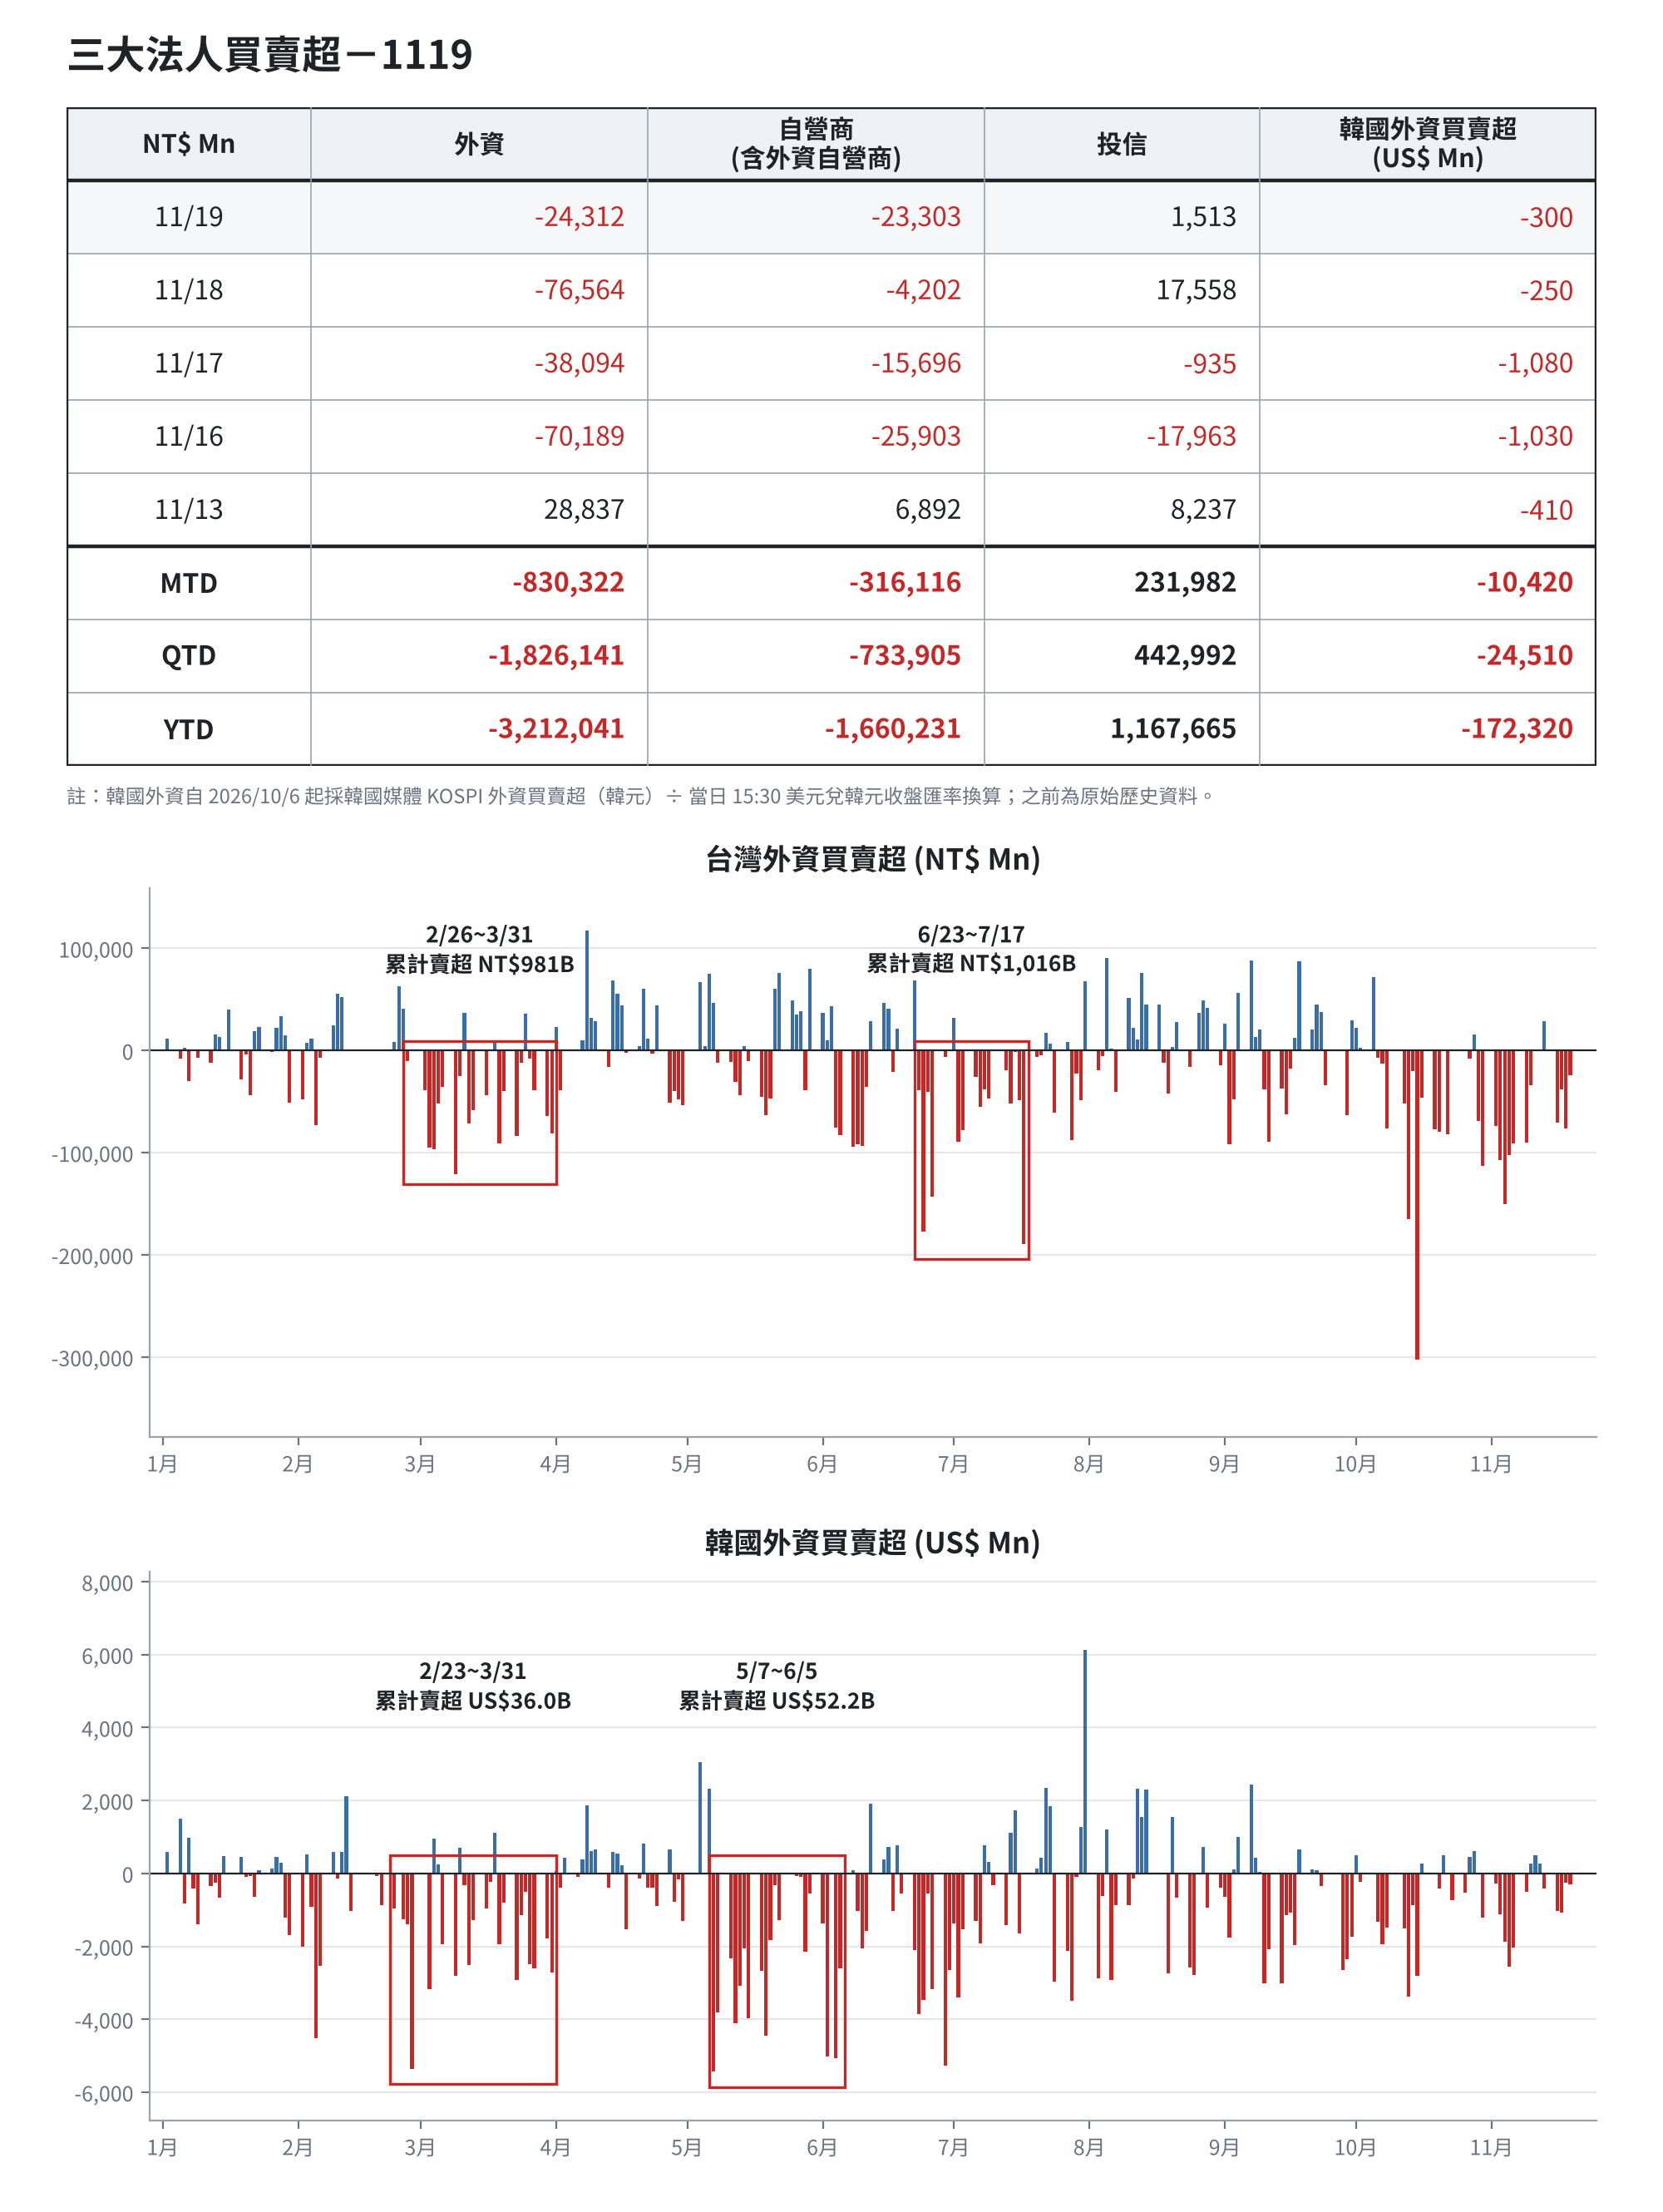 三大法人買賣超－1119
NT$ Mn 外資 自營商 (含外資自營商) 投信 韓國外資買賣超 (US$ Mn)
11/19 -24,312 -23,303 1,513 -300
11/18 -76,564 -4,202 17,558 -250
11/17 -38,094 -15,696 -935 -1,080
11/16 -70,189 -25,903 -17,963 -1,030
11/13 28,837 6,892 8,237 -410
MTD -830,322 -316,116 231,982 -10,420
QTD -1,826,141 -733,905 442,992 -24,510
YTD -3,212,041 -1,660,231 1,167,665 -172,320
註：韓國外資自 2026/10/6 起採韓國媒體 KOSPI 外資買賣超（韓元）÷ 當日 15:30 美元兌韓元收盤匯率換算；之前為原始歷史資料。
台灣外資買賣超 (NT$ Mn)
2/26~3/31
累計賣超 NT$981B
6/23~7/17
累計賣超 NT$1,016B
100,000
0
-100,000
-200,000
-300,000
1月 2月 3月 4月 5月 6月 7月 8月 9月 10月 11月
韓國外資買賣超 (US$ Mn)
2/23~3/31
累計賣超 US$36.0B
5/7~6/5
累計賣超 US$52.2B
8,000
6,000
4,000
2,000
0
-2,000
-4,000
-6,000
1月 2月 3月 4月 5月 6月 7月 8月 9月 10月 11月